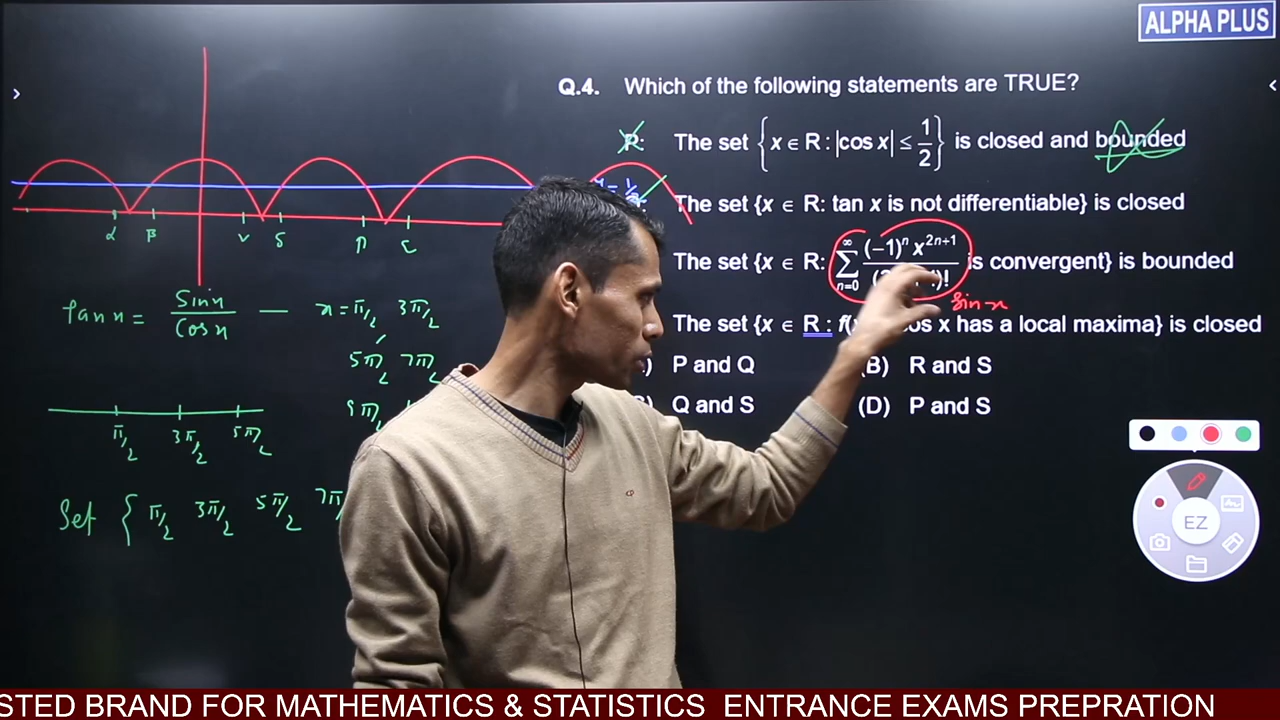 ALPHA PLUS
Q.4. Which of the following statements are TRUE?
P: The set {x ∈ R : |cos x| ≤ 1/2} is closed and bounded
The set {x ∈ R: tan x is not differentiable} is closed
The set {x ∈ R: ∑_{n=0}^{∞} (−1)ⁿ x^{2n+1} / ( )! is convergent} is bounded
sin x
The set {x ∈ R : f(x cos x has a local maxima} is closed
) P and Q
(B) R and S
) Q and S
(D) P and S
α β γ δ
tan x = Sin x / Cos x — x = π/2 3π/2
5π/2 7π/2
9π/2
π/2 3π/2 5π/2
Set { π/2 3π/2 5π/2 7π/
EZ
STED BRAND FOR MATHEMATICS & STATISTICS ENTRANCE EXAMS PREPRATION